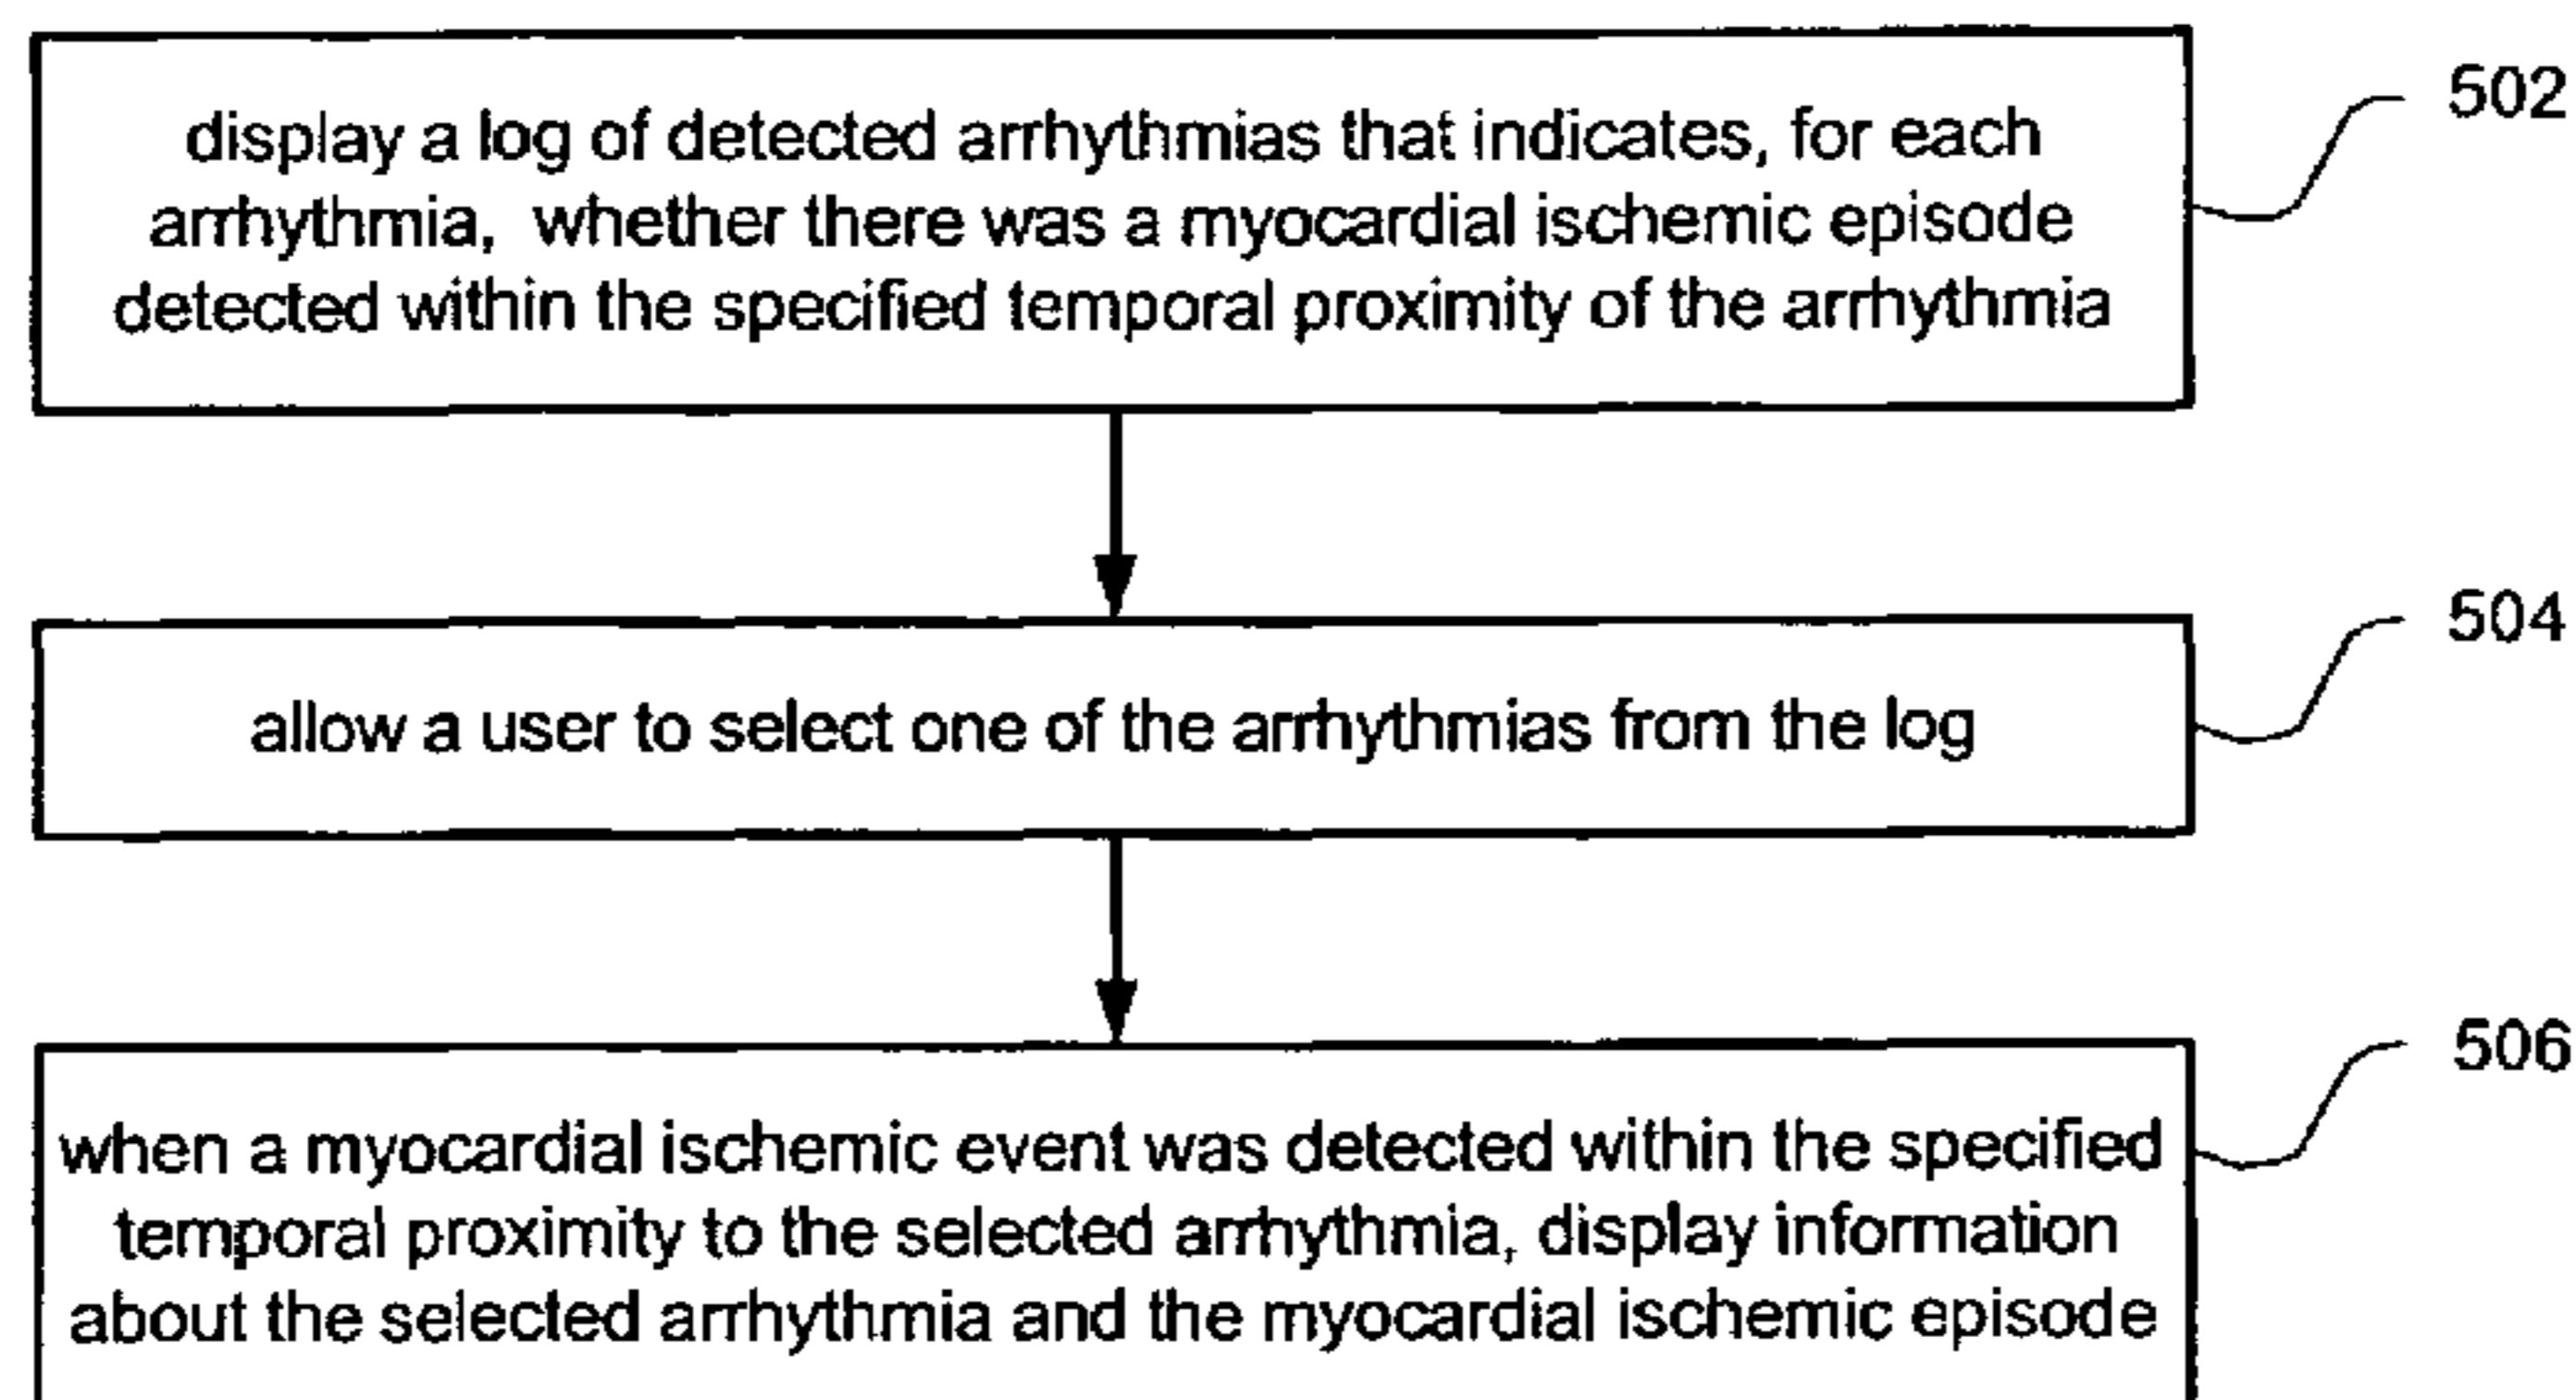 502
display a log of detected arrhythmias that indicates, for each
arrhythmia, whether there was a myocardial ischemic episode
detected within the specified temporal proximity of the arrhythmia
504
allow a user to select one of the arrhythmias from the log
506
when a myocardial ischemic event was detected within the specified
temporal proximity to the selected arrhythmia, display information
about the selected arrhythmia and the myocardial ischemic episode